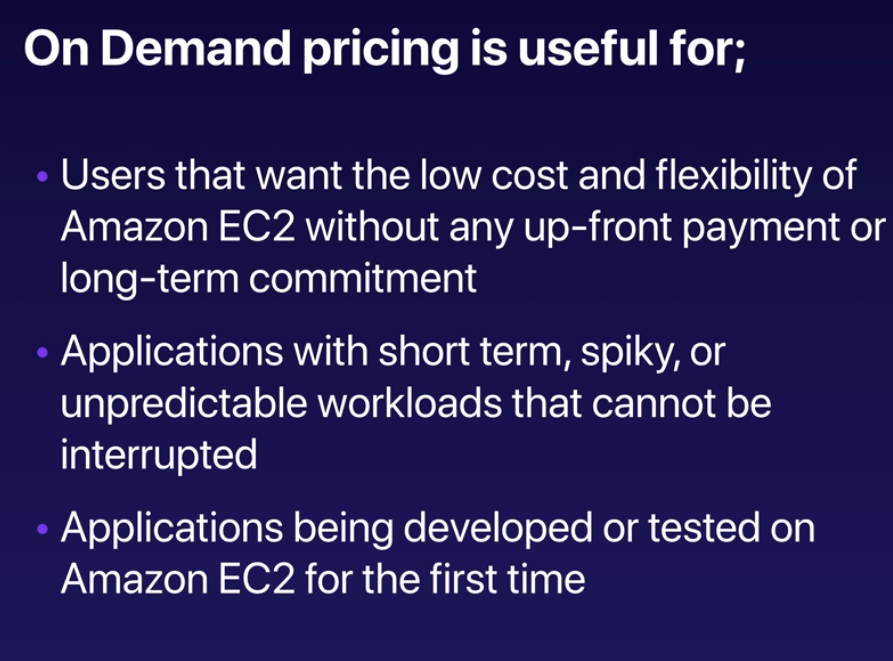 On Demand pricing is useful for;
• Users that want the low cost and flexibility of
Amazon EC2 without any up-front payment or
long-term commitment
• Applications with short term, spiky, or
unpredictable workloads that cannot be
interrupted
• Applications being developed or tested on
Amazon EC2 for the first time